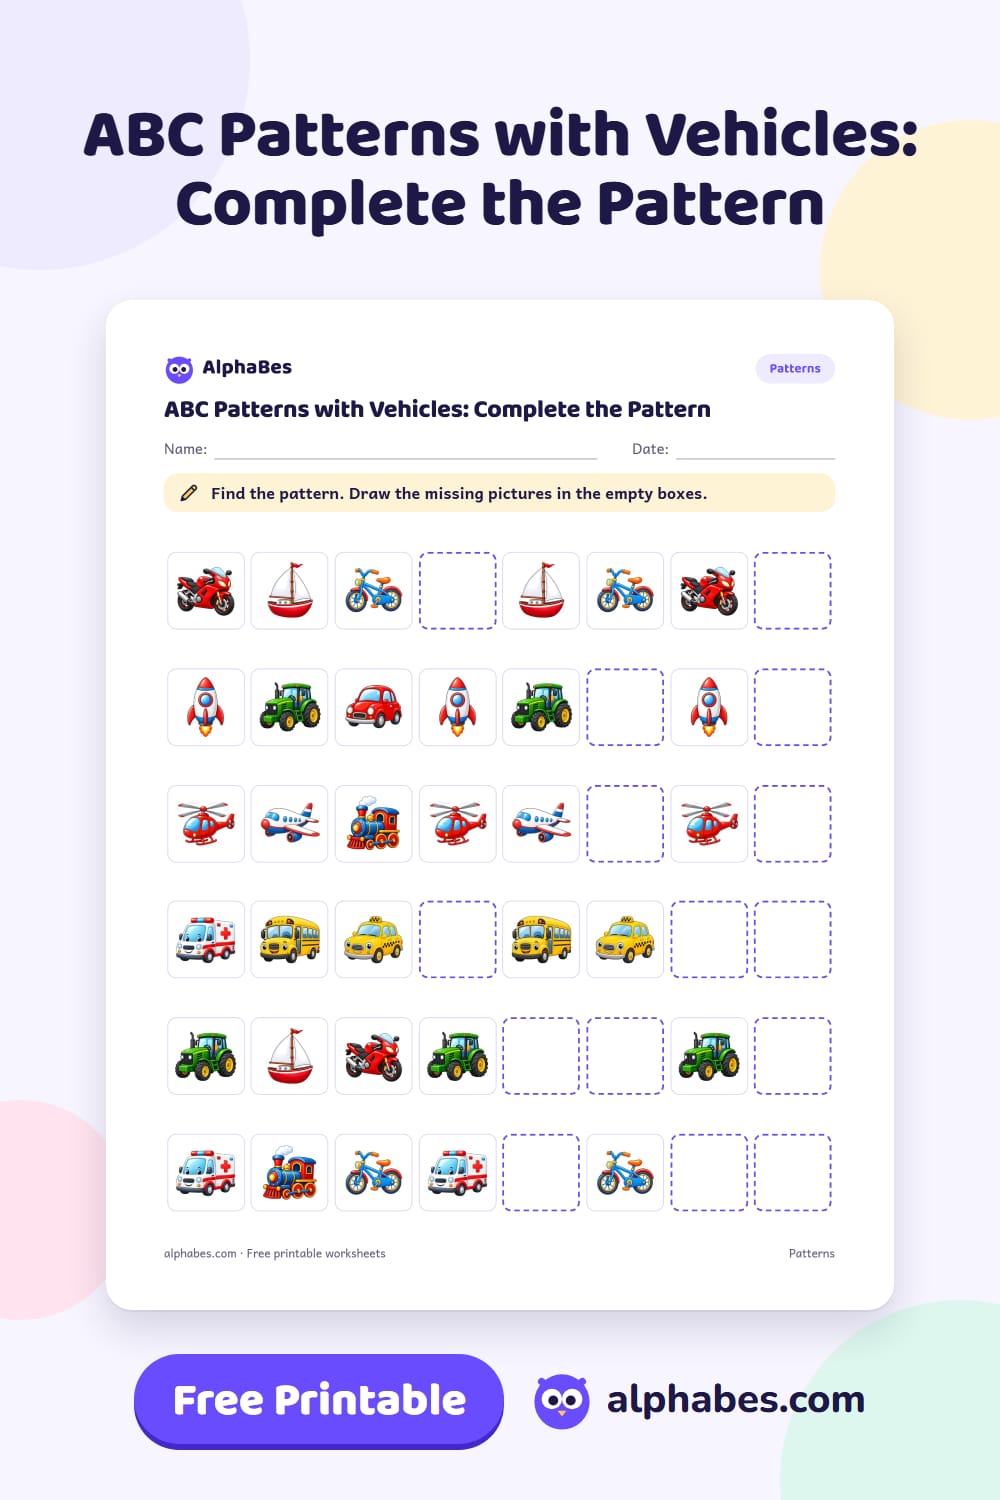 ABC Patterns with Vehicles:
Complete the Pattern
AlphaBes
Patterns
ABC Patterns with Vehicles: Complete the Pattern
Name:
Date:
Find the pattern. Draw the missing pictures in the empty boxes.
alphabes.com · Free printable worksheets
Patterns
Free Printable
alphabes.com